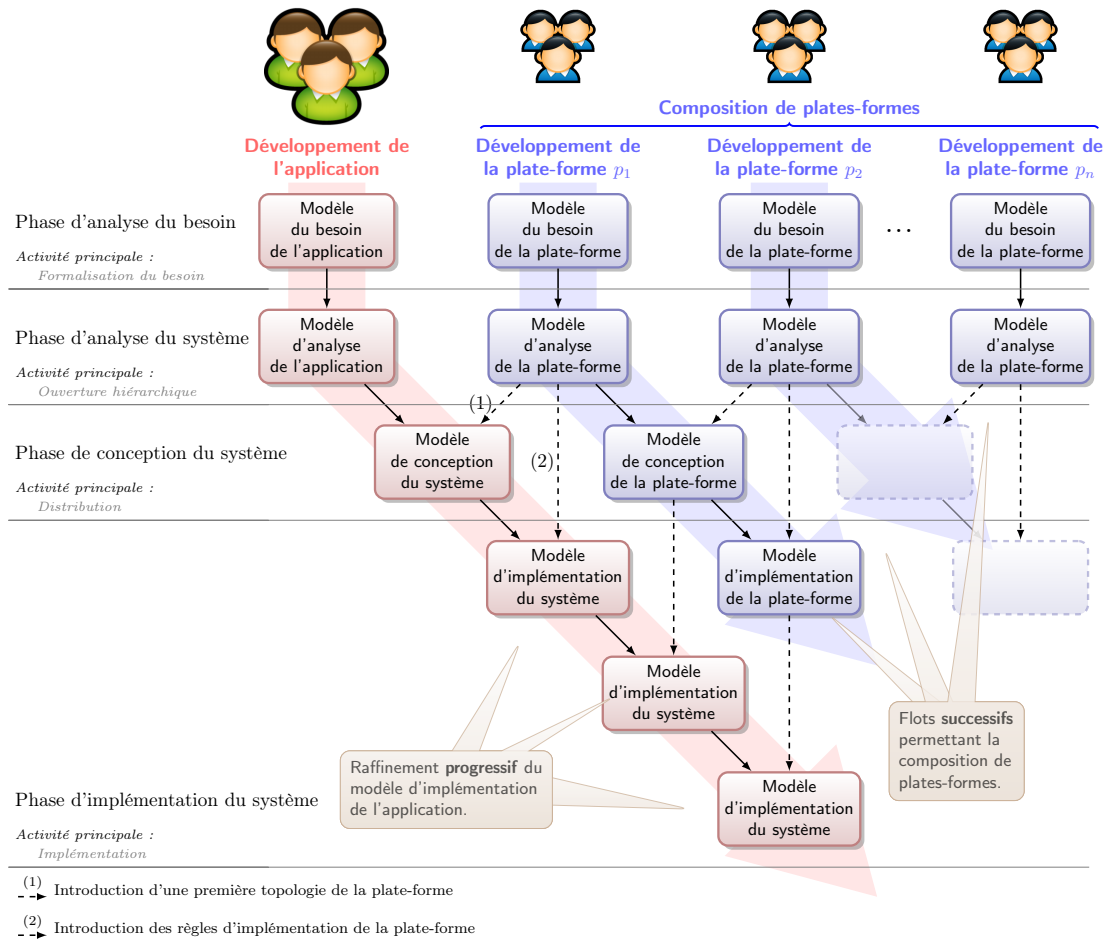 Composition de plates-formes
Développement de
l'application
Développement de
la plate-forme p₁
Développement de
la plate-forme p₂
Développement de
la plate-forme pₙ
Phase d'analyse du besoin
Activité principale :
Formalisation du besoin
Modèle
du besoin
de l'application
Modèle
du besoin
de la plate-forme
Modèle
du besoin
de la plate-forme
...
Modèle
du besoin
de la plate-forme
Phase d'analyse du système
Activité principale :
Ouverture hiérarchique
Modèle
d'analyse
de l'application
Modèle
d'analyse
de la plate-forme
Modèle
d'analyse
de la plate-forme
Modèle
d'analyse
de la plate-forme
(1)
(2)
Phase de conception du système
Activité principale :
Distribution
Modèle
de conception
du système
Modèle
de conception
de la plate-forme
Modèle
d'implémentation
du système
Modèle
d'implémentation
de la plate-forme
Modèle
d'implémentation
du système
Flots successifs
permettant la
composition de
plates-formes.
Raffinement progressif du
modèle d'implémentation
de l'application.
Modèle
d'implémentation
du système
Phase d'implémentation du système
Activité principale :
Implémentation
(1) Introduction d'une première topologie de la plate-forme
(2) Introduction des règles d'implémentation de la plate-forme